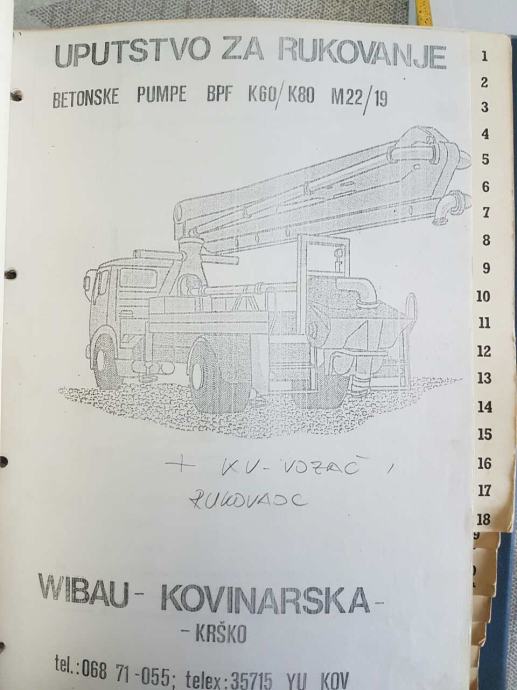 UPUTSTVO ZA RUKOVANJE
BETONSKE PUMPE BPF K60/K80 M22/19
+ KV-VOZAČ,
RUKOVAOC
WIBAU- KOVINARSKA-
-KRŠKO
tel.:068 71-055; telex:35715 YU KOV
1
2
3
4
5
6
7
8
9
10
11
12
13
14
15
16
17
18